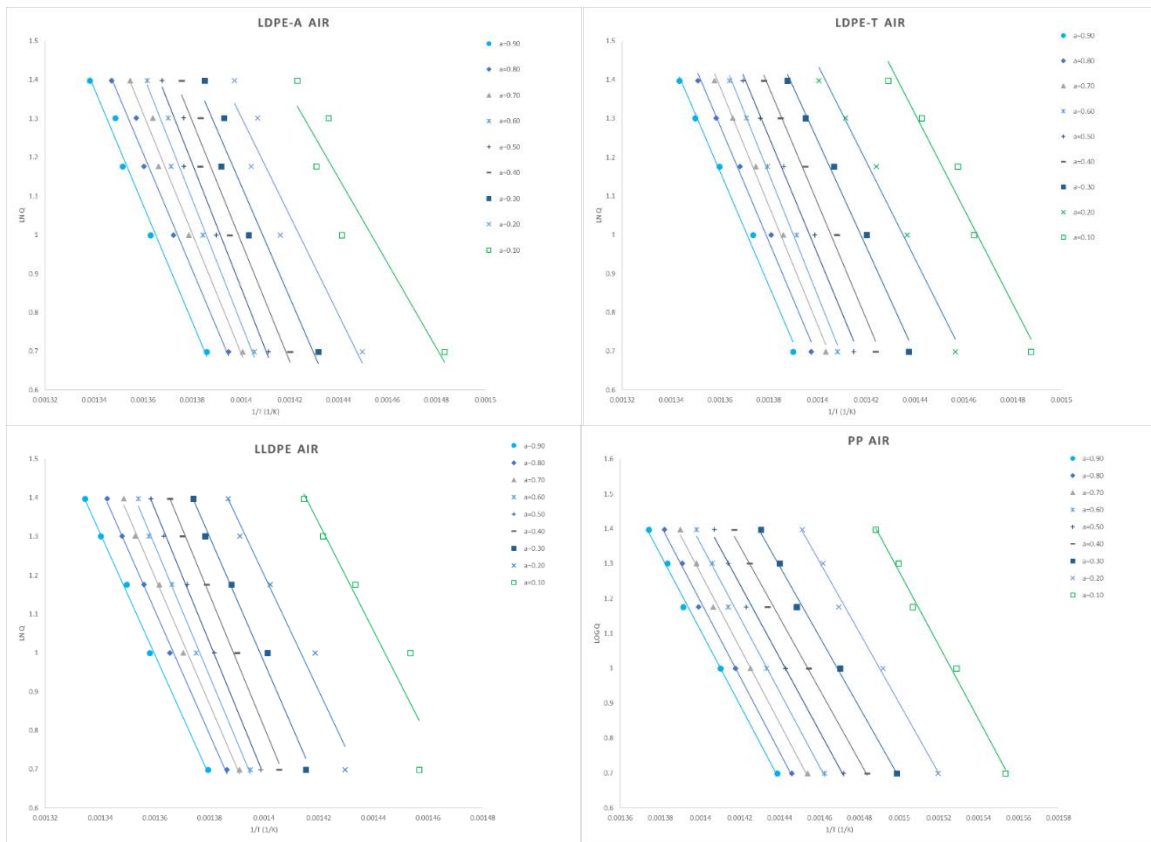 LDPE-A AIR
1.5
1.4
1.3
1.2
1.1
1
0.9
0.8
0.7
0.6
LN Q
0.00132
0.00134
0.00136
0.00138
0.0014
0.00142
0.00144
0.00146
0.00148
0.0015
1/T (1/K)
a=0.90
a=0.80
a=0.70
a=0.60
a=0.50
a=0.40
a=0.30
a=0.20
a=0.10
LDPE-T AIR
1.5
1.4
1.3
1.2
1.1
1
0.9
0.8
0.7
0.6
LN Q
0.00132
0.00134
0.00136
0.00138
0.0014
0.00142
0.00144
0.00146
0.00148
0.0015
1/T (1/K)
a=0.90
a=0.80
a=0.70
a=0.60
a=0.50
a=0.40
a=0.30
a=0.20
a=0.10
LLDPE AIR
1.5
1.4
1.3
1.2
1.1
1
0.9
0.8
0.7
0.6
LN Q
0.00132
0.00134
0.00136
0.00138
0.0014
0.00142
0.00144
0.00146
0.00148
1/T (1/K)
a=0.90
a=0.80
a=0.70
a=0.60
a=0.50
a=0.40
a=0.30
a=0.20
a=0.10
PP AIR
1.6
1.5
1.4
1.3
1.2
1.1
1
0.9
0.8
0.7
0.6
LOG Q
0.00136
0.00138
0.0014
0.00142
0.00144
0.00146
0.00148
0.0015
0.00152
0.00154
0.00156
0.00158
1/T (1/K)
a=0.90
a=0.80
a=0.70
a=0.60
a=0.50
a=0.40
a=0.30
a=0.20
a=0.10